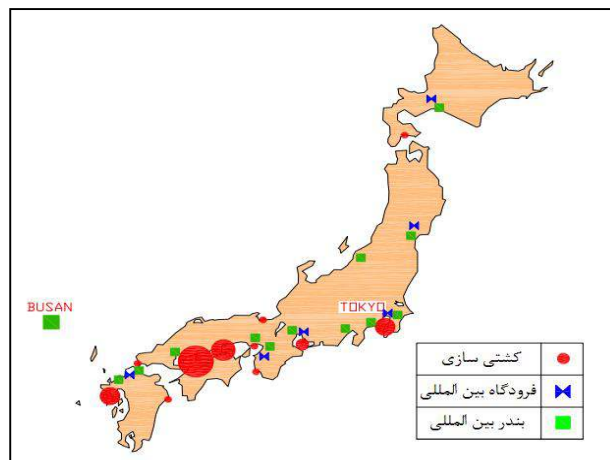 BUSAN
TOKYO
کشتی سازی
فرودگاه بین المللی
بندر بین المللی